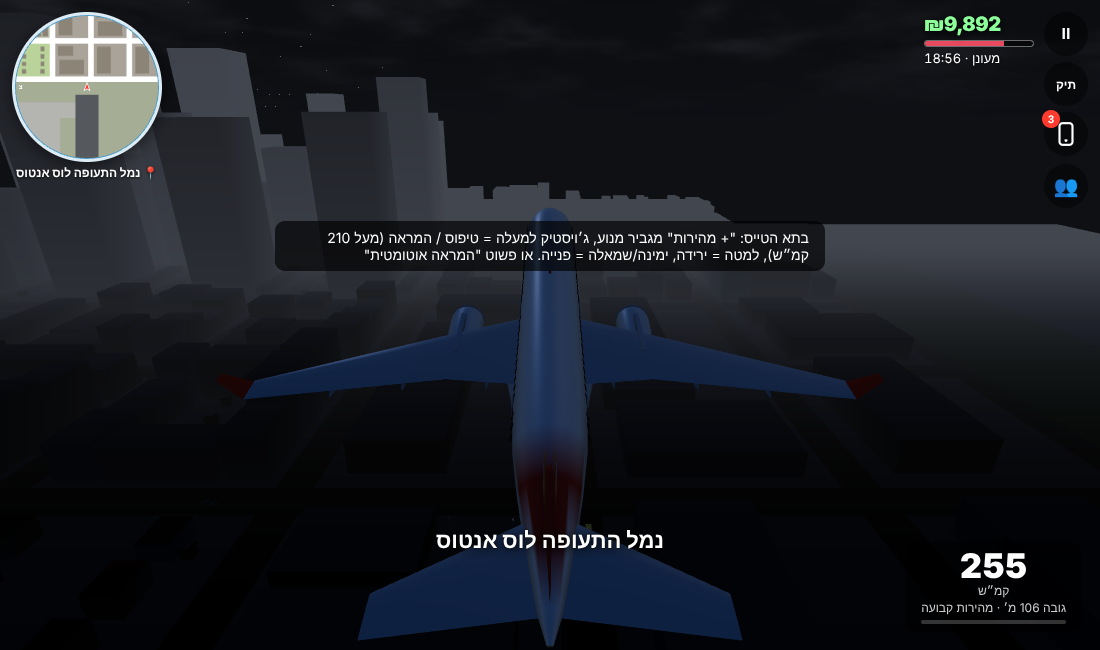 ₪9,892
מעונן · 18:56
תיק
3
נמל התעופה לוס אנטוס
בתא הטייס: "+ מהירות" מגביר מנוע, ג׳ויסטיק למעלה = טיפוס / המראה (מעל 210
קמ״ש), למטה = ירידה, ימינה/שמאלה = פנייה. או פשוט "המראה אוטומטית"
נמל התעופה לוס אנטוס
255
קמ״ש
גובה 106 מ׳ · מהירות קבועה